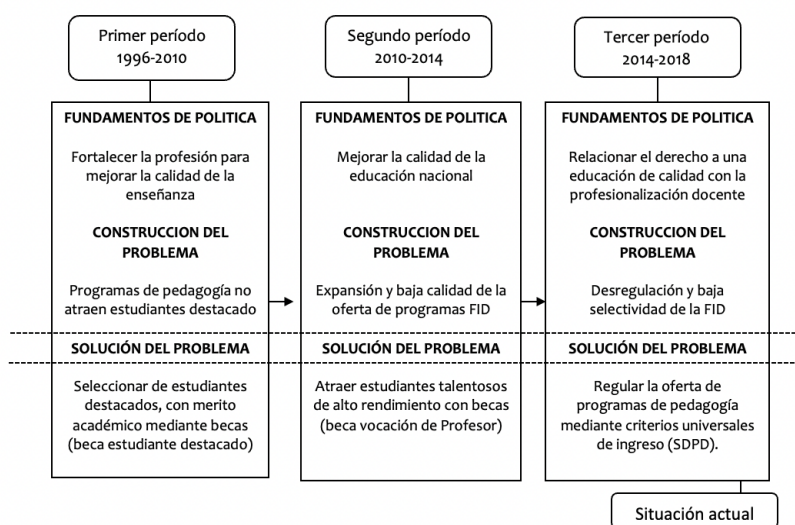 Primer período
1996-2010
FUNDAMENTOS DE POLITICA
Fortalecer la profesión para
mejorar la calidad de la
enseñanza
CONSTRUCCION DEL
PROBLEMA
Programas de pedagogía no
atraen estudiantes destacado
SOLUCIÓN DEL PROBLEMA
Seleccionar de estudiantes
destacados, con merito
académico mediante becas
(beca estudiante destacado)
Segundo período
2010-2014
FUNDAMENTOS DE POLITICA
Mejorar la calidad de la
educación nacional
CONSTRUCCION DEL
PROBLEMA
Expansión y baja calidad de la
oferta de programas FID
SOLUCIÓN DEL PROBLEMA
Atraer estudiantes talentosos
de alto rendimiento con becas
(beca vocación de Profesor)
Tercer período
2014-2018
FUNDAMENTOS DE POLITICA
Relacionar el derecho a una
educación de calidad con la
profesionalización docente
CONSTRUCCION DEL
PROBLEMA
Desregulación y baja
selectividad de la FID
SOLUCIÓN DEL PROBLEMA
Regular la oferta de
programas de pedagogía
mediante criterios universales
de ingreso (SDPD).
Situación actual